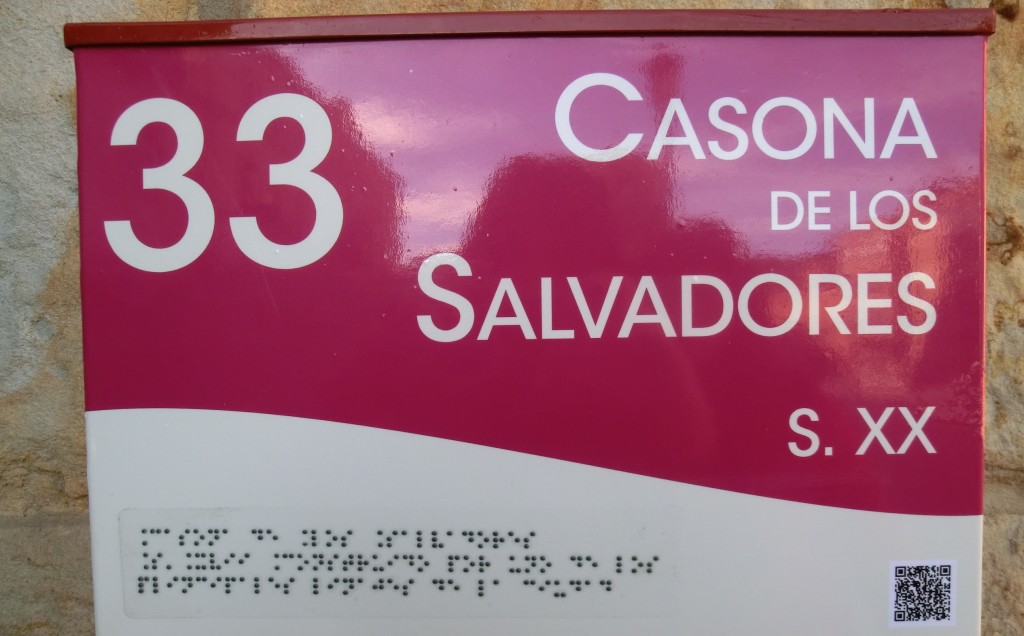 33
CASONA
DE LOS
SALVADORES
S. XX